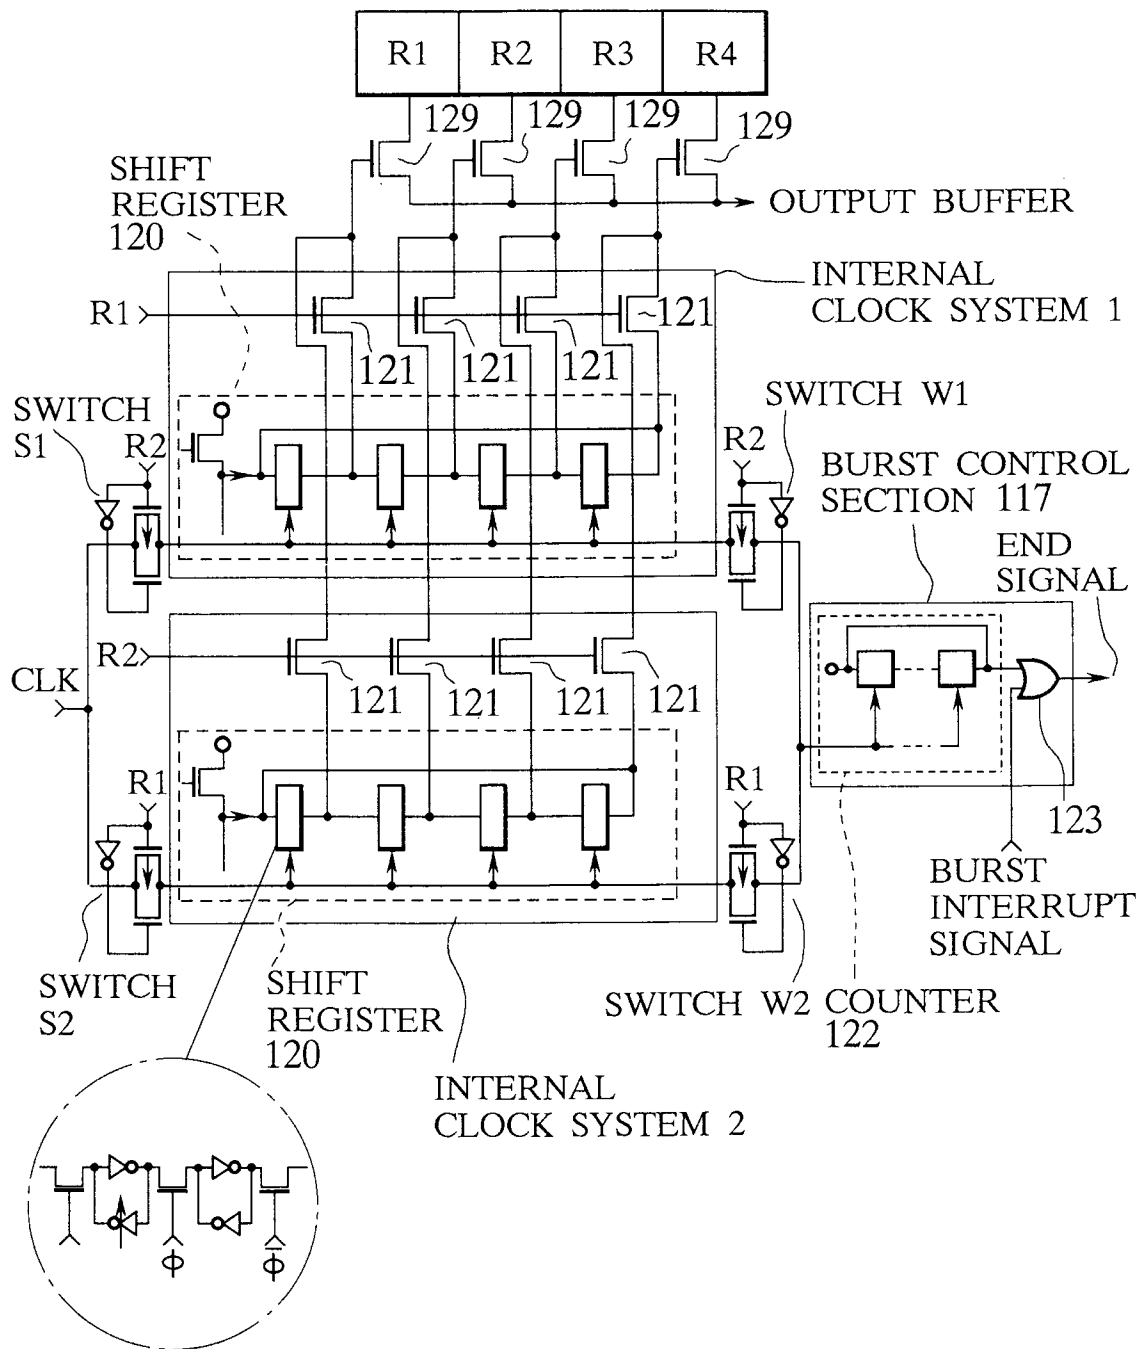 R1 R2 R3 R4
129 129 129 129
SHIFT
REGISTER
120
OUTPUT BUFFER
INTERNAL
CLOCK SYSTEM 1
R1
121 121 121 121
SWITCH
S1
R2
R2
SWITCH W1
BURST CONTROL
SECTION 117
END
SIGNAL
R2
121 121 121 121
CLK
R1
R1
123
BURST
INTERRUPT
SIGNAL
SWITCH
S2
SHIFT
REGISTER
120
SWITCH W2
COUNTER
122
INTERNAL
CLOCK SYSTEM 2
ϕ ϕ̅